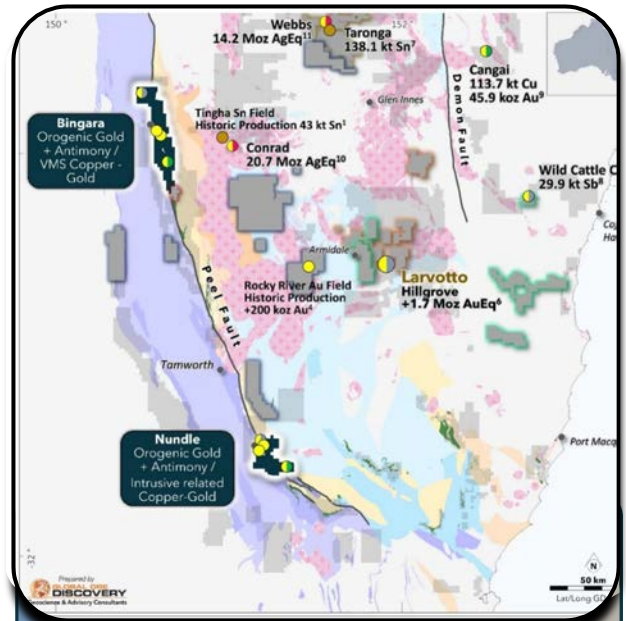 150 °
152
Webbs
14.2 Moz AgEq11
Taronga
138.1 kt Sn7
Cangai
113.7 kt Cu
45.9 koz Au9
Glen Innes
Demon Fault
Bingara
Orogenic Gold
+ Antimony /
VMS Copper -
Gold
Tingha Sn Field
Historic Production 43 kt Sn1
Conrad
20.7 Moz AgEq10
Wild Cattle C
29.9 kt Sb8
Armidale
Larvotto
Hillgrove
+1.7 Moz AuEq6
Rocky River Au Field
Historic Production
+200 koz Au4
Peel Fault
Tamworth
Nundle
Orogenic Gold
+ Antimony /
Intrusive related
Copper-Gold
Port Macq
-32°
N
50 km
Lat/Long GD
Prepared by
GLOBAL ORE
DISCOVERY
Geoscience & Advisory Consultants